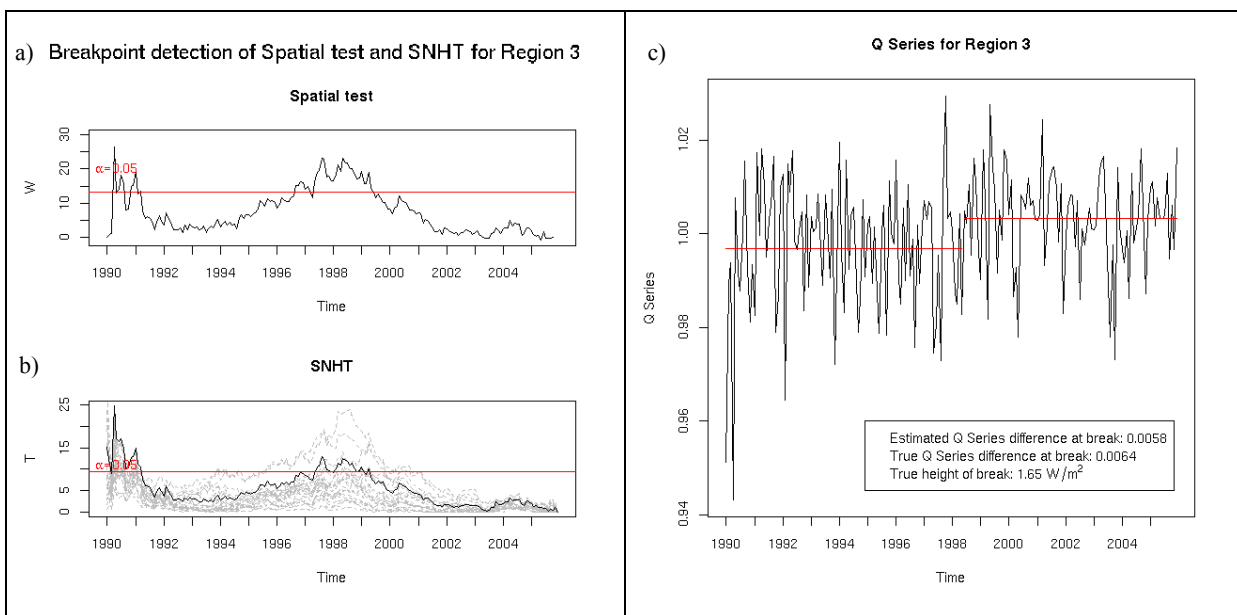 a) Breakpoint detection of Spatial test and SNHT for Region 3
Spatial test
W
0 10 20 30
α=0.05
1990 1992 1994 1996 1998 2000 2002 2004
Time
b)
SNHT
T
0 5 15 25
α=0.05
1990 1992 1994 1996 1998 2000 2002 2004
Time
c)
Q Series for Region 3
Q Series
0.94 0.96 0.98 1.00 1.02
Estimated Q Series difference at break: 0.0058
True Q Series difference at break: 0.0064
True height of break: 1.65 W/m²
1990 1992 1994 1996 1998 2000 2002 2004
Time